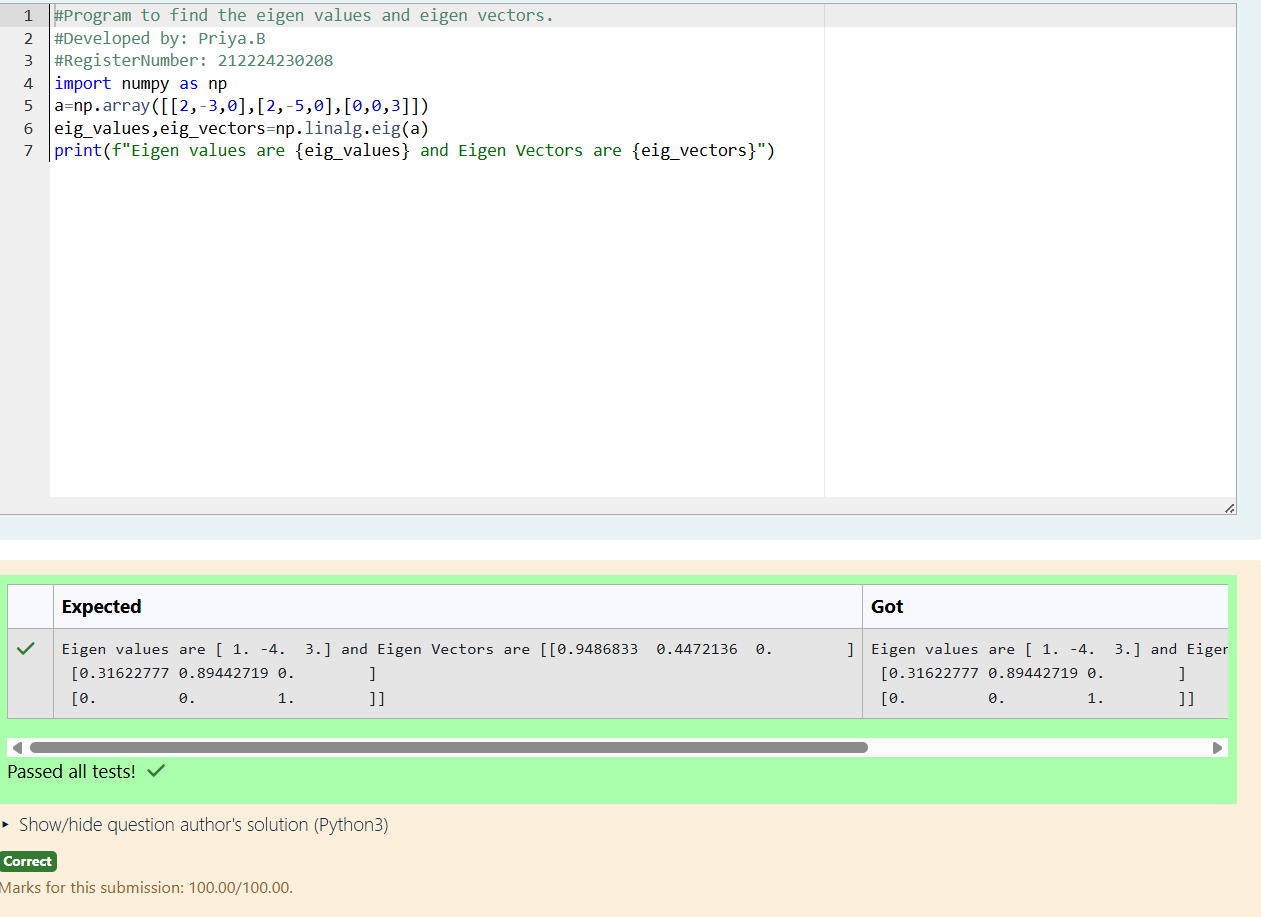 1 #Program to find the eigen values and eigen vectors.
2 #Developed by: Priya.B
3 #RegisterNumber: 212224230208
4 import numpy as np
5 a=np.array([[2,-3,0],[2,-5,0],[0,0,3]])
6 eig_values,eig_vectors=np.linalg.eig(a)
7 print(f"Eigen values are {eig_values} and Eigen Vectors are {eig_vectors}")
Expected Got
Eigen values are [ 1. -4.  3.] and Eigen Vectors are [[0.9486833  0.4472136  0.        ] Eigen values are [ 1. -4.  3.] and Eigen
[0.31622777 0.89442719 0.        ] [0.31622777 0.89442719 0.        ]
[0.         0.         1.        ]] [0.         0.         1.        ]]
Passed all tests!
Show/hide question author's solution (Python3)
Correct
Marks for this submission: 100.00/100.00.